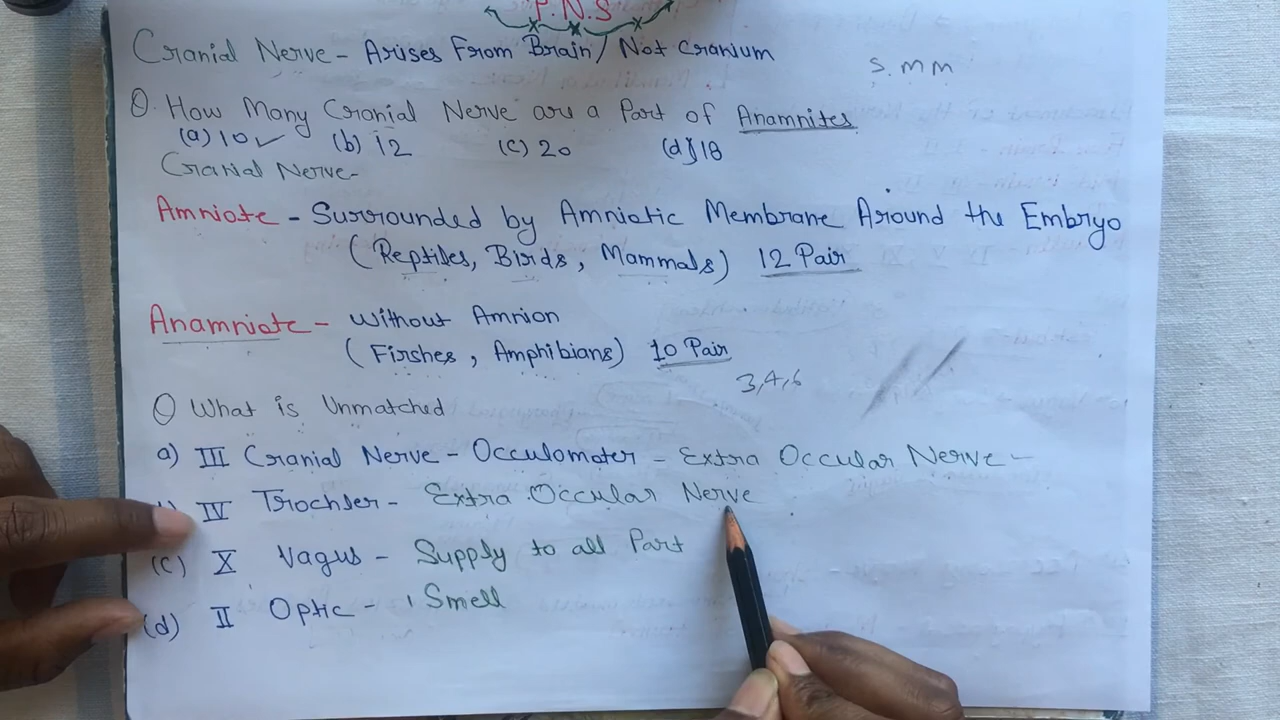 P.N.S
Cranial Nerve - Arises From Brain / Not Cranium
S. M M
Q. How Many Cranial Nerve are a Part of Anamnites
(a) 10 ✓ (b) 12 (c) 20 (d) 18
Cranial Nerve-
Amniote - Surrounded by Amniatic Membrane Around the Embryo
(Reptiles, Birds, Mammals) 12 Pair
Anamniote - Without Amnion
(Firshes, Amphibians) 10 Pair
3,4,6
Q What is Unmatched
a) III Cranial Nerve - Occulomoter - Extra Occular Nerve -
IV Trochler - Extra Occular Nerve
(c) X Vagus - Supply to all Part
(d) II Optic - Smell